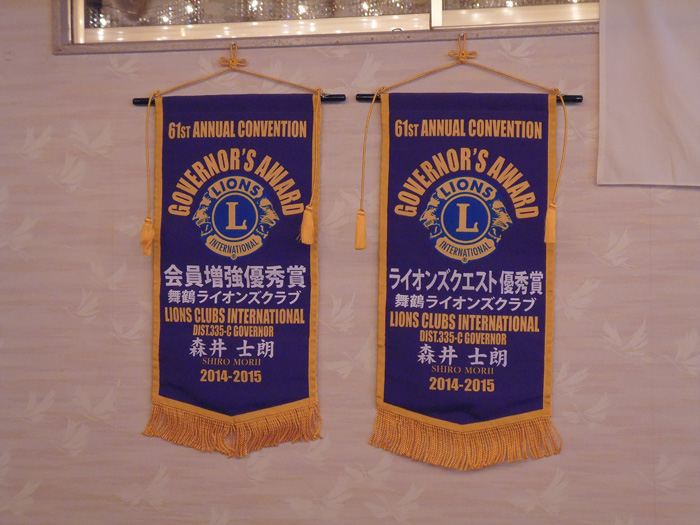 61ST ANNUAL CONVENTION
GOVERNOR'S AWARD
LIONS
L
INTERNATIONAL
会員増強優秀賞
舞鶴ライオンズクラブ
LIONS CLUBS INTERNATIONAL
DIST.335-C GOVERNOR
森井 士朗
SHIRO MORII
2014-2015
61ST ANNUAL CONVENTION
GOVERNOR'S AWARD
LIONS
L
INTERNATIONAL
ライオンズクエスト優秀賞
舞鶴ライオンズクラブ
LIONS CLUBS INTERNATIONAL
DIST.335-C GOVERNOR
森井 士朗
SHIRO MORII
2014-2015